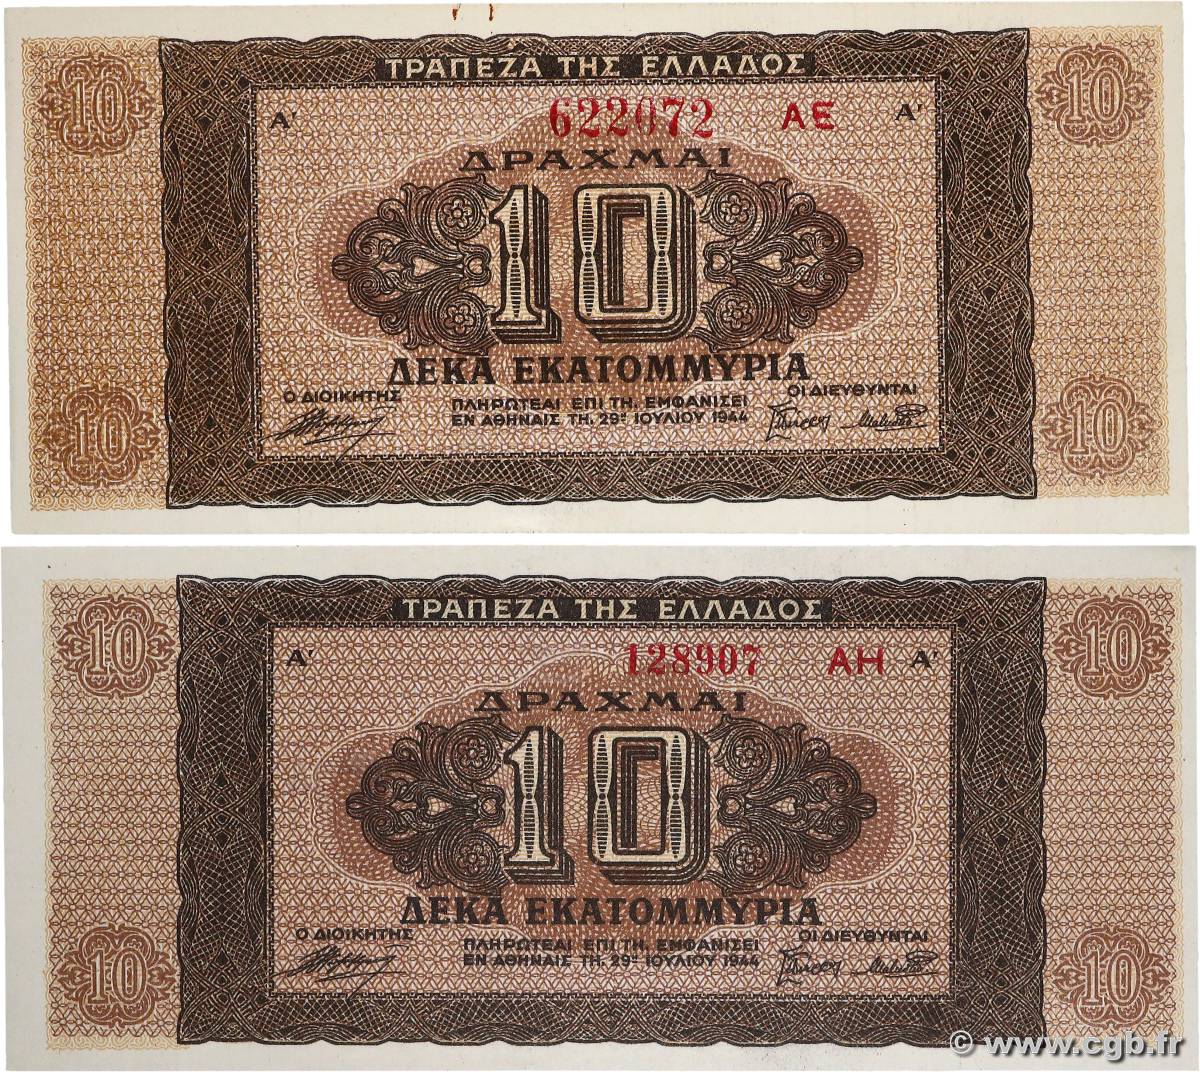 10 ΤΡΑΠΕΖΑ ΤΗΣ ΕΛΛΑΔΟΣ 10
Α' 622072 ΑΕ Α'
ΔΡΑΧΜΑΙ
10
ΔΕΚΑ ΕΚΑΤΟΜΜΥΡΙΑ
Ο ΔΙΟΙΚΗΤΗΣ ΟΙ ΔΙΕΥΘΥΝΤΑΙ
ΠΛΗΡΩΤΕΑΙ ΕΠΙ ΤΗ. ΕΜΦΑΝΙΣΕΙ
10 ΕΝ ΑΘΗΝΑΙΣ ΤΗ. 29ῃ ΙΟΥΛΙΟΥ 1944 10
10 ΤΡΑΠΕΖΑ ΤΗΣ ΕΛΛΑΔΟΣ 10
Α' 128907 ΑΗ Α'
ΔΡΑΧΜΑΙ
10
ΔΕΚΑ ΕΚΑΤΟΜΜΥΡΙΑ
Ο ΔΙΟΙΚΗΤΗΣ ΟΙ ΔΙΕΥΘΥΝΤΑΙ
ΠΛΗΡΩΤΕΑΙ ΕΠΙ ΤΗ. ΕΜΦΑΝΙΣΕΙ
10 ΕΝ ΑΘΗΝΑΙΣ ΤΗ. 29ῃ ΙΟΥΛΙΟΥ 1944 10
© www.cgb.fr